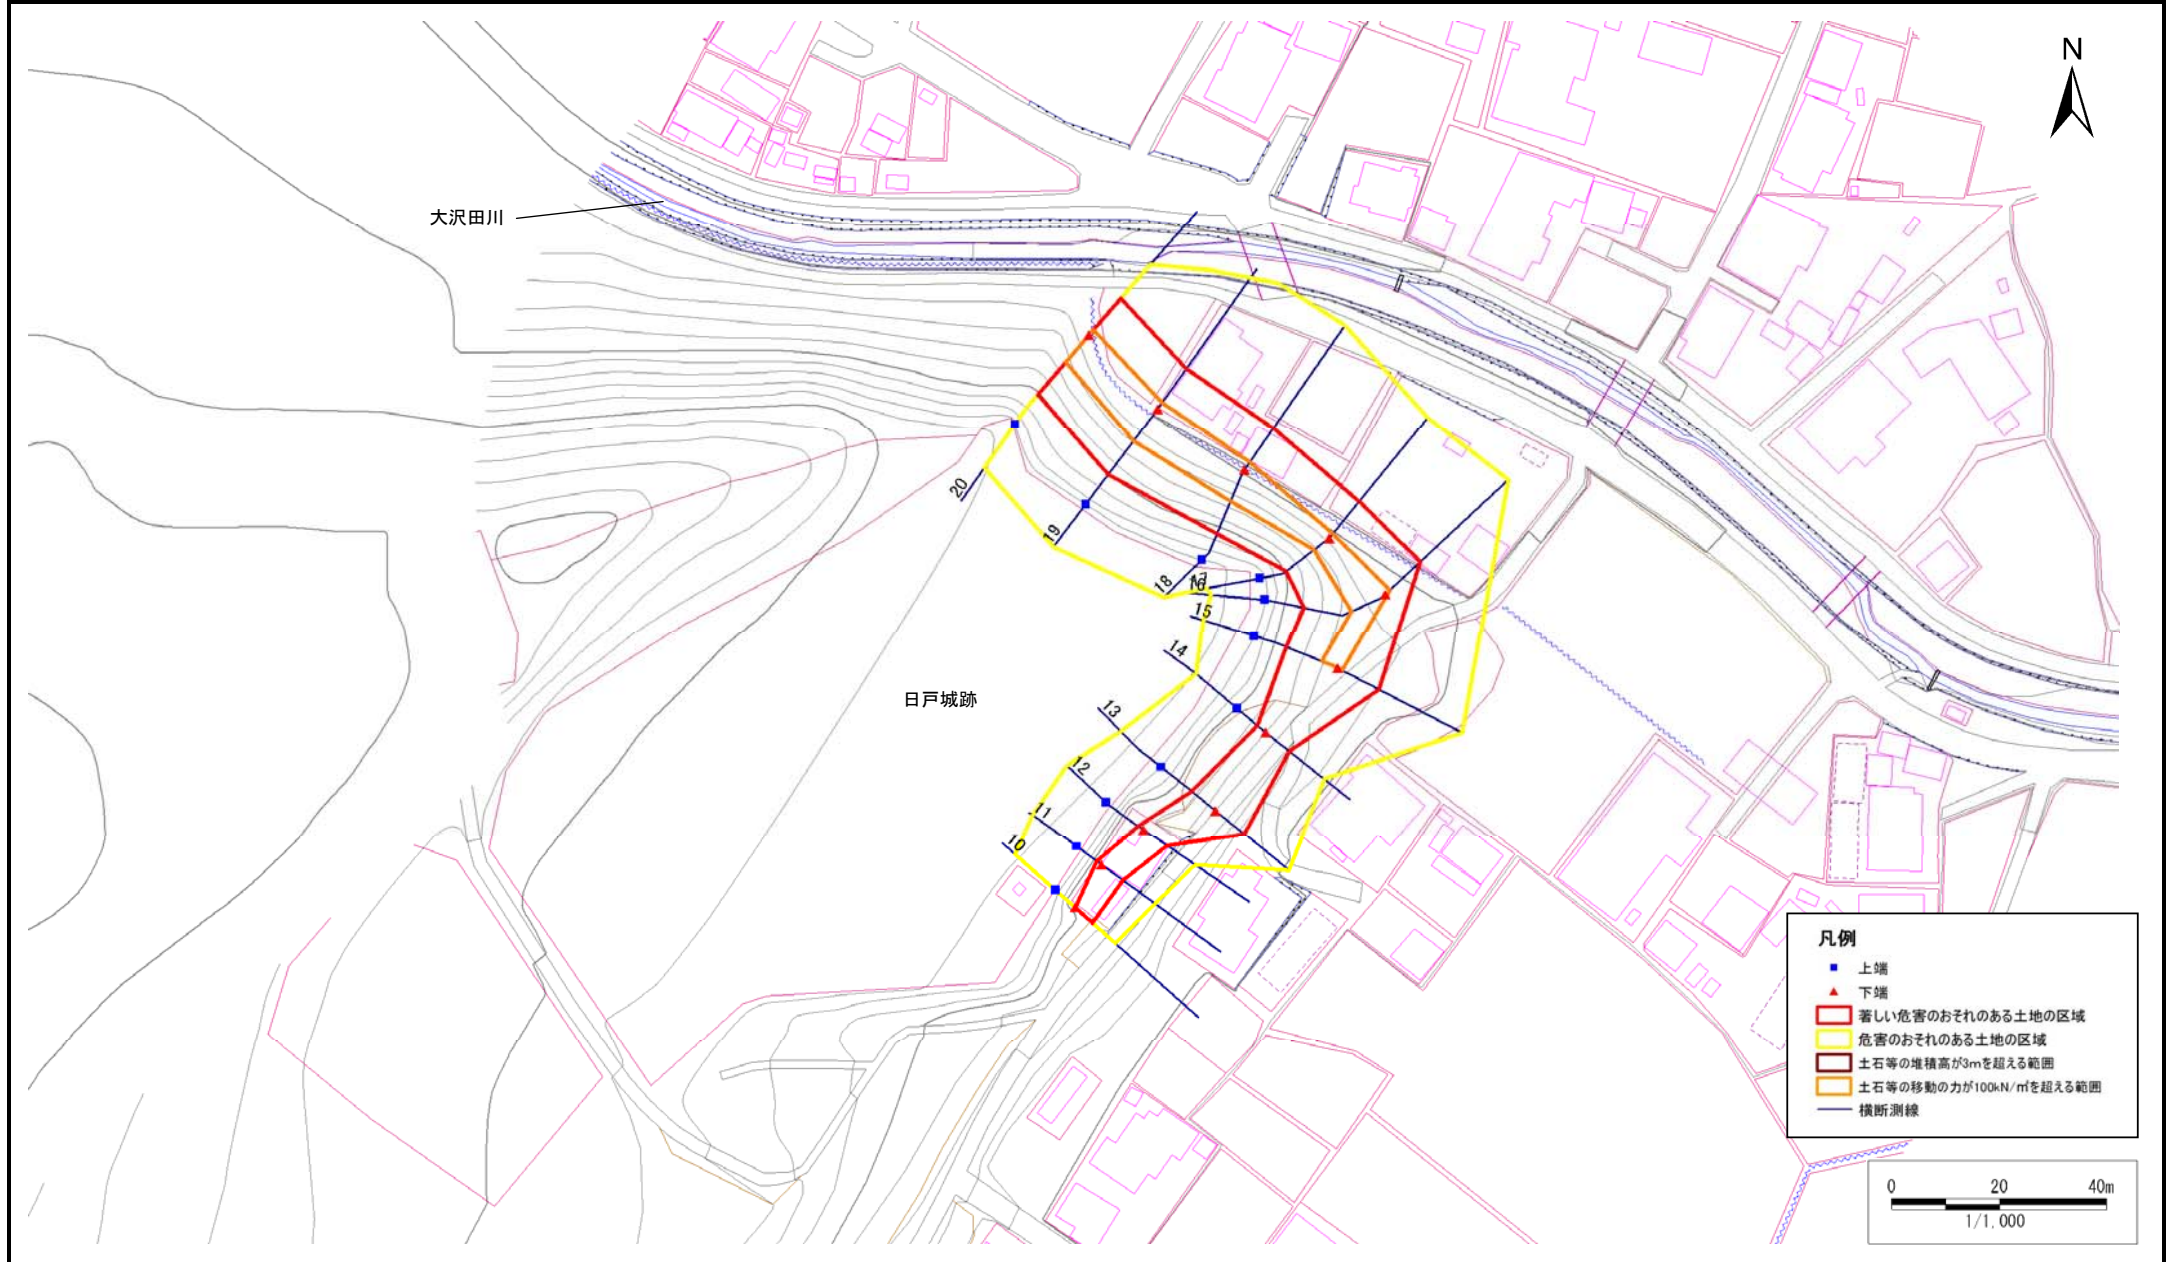 N
大沢田川
20
19
18
16
15
14
日戸城跡
13
12
11
10
凡例
上端
下端
著しい危害のおそれのある土地の区域
危害のおそれのある土地の区域
土石等の堆積高が3mを超える範囲
土石等の移動の力が100kN/㎡を超える範囲
横断測線
0 20 40m
1/1,000